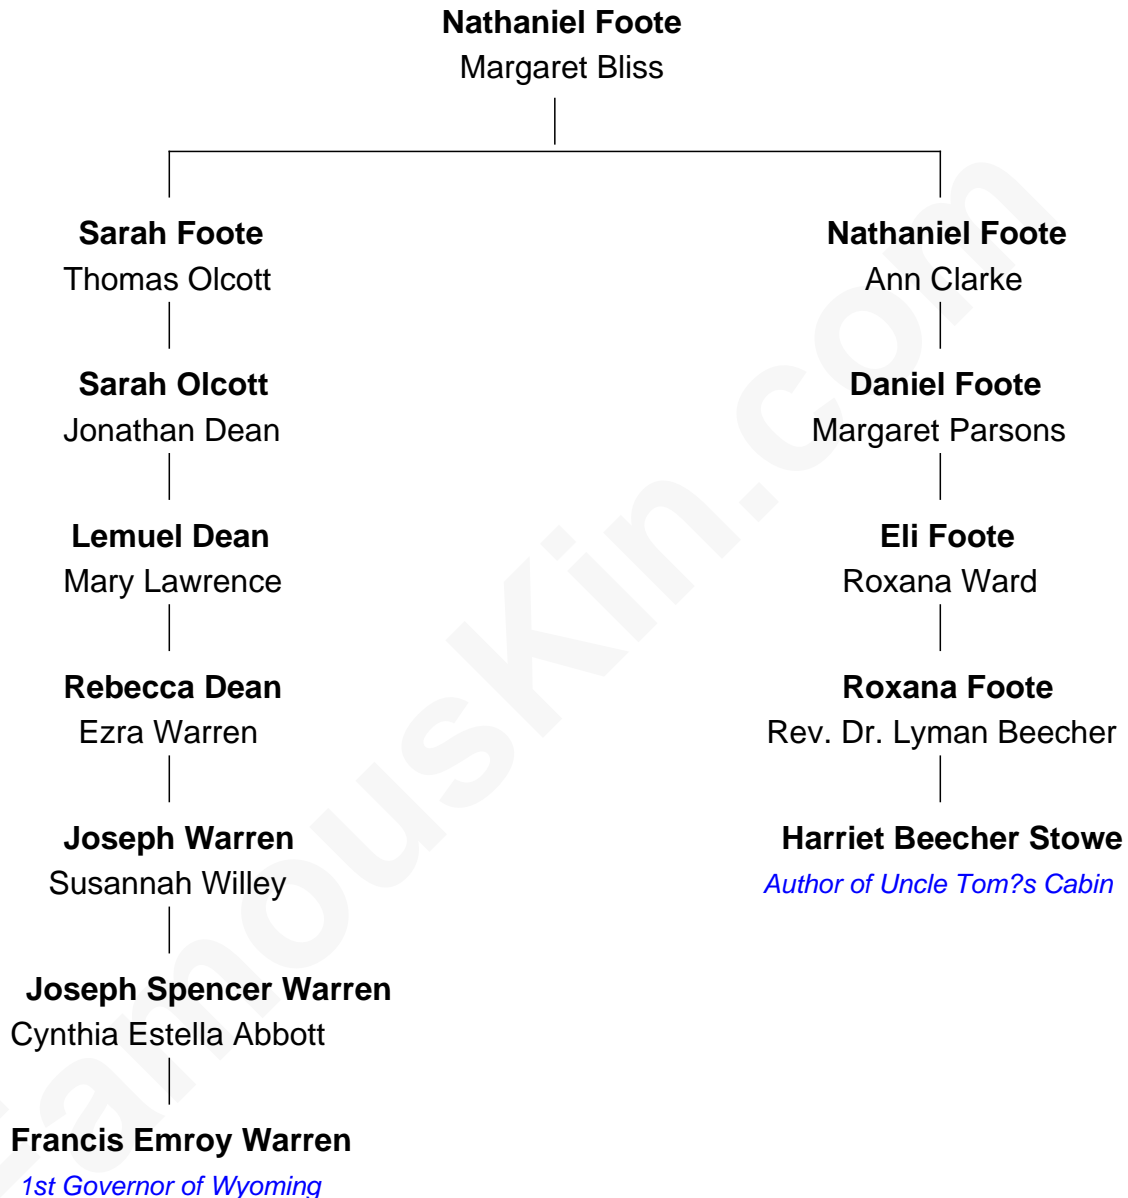 Nathaniel Foote
Margaret Bliss
Sarah Foote
Thomas Olcott
Nathaniel Foote
Ann Clarke
Sarah Olcott
Jonathan Dean
Daniel Foote
Margaret Parsons
Lemuel Dean
Mary Lawrence
Eli Foote
Roxana Ward
Rebecca Dean
Ezra Warren
Roxana Foote
Rev. Dr. Lyman Beecher
Joseph Warren
Susannah Willey
Harriet Beecher Stowe
Author of Uncle Tom?s Cabin
Joseph Spencer Warren
Cynthia Estella Abbott
Francis Emroy Warren
1st Governor of Wyoming
FamousKin.com